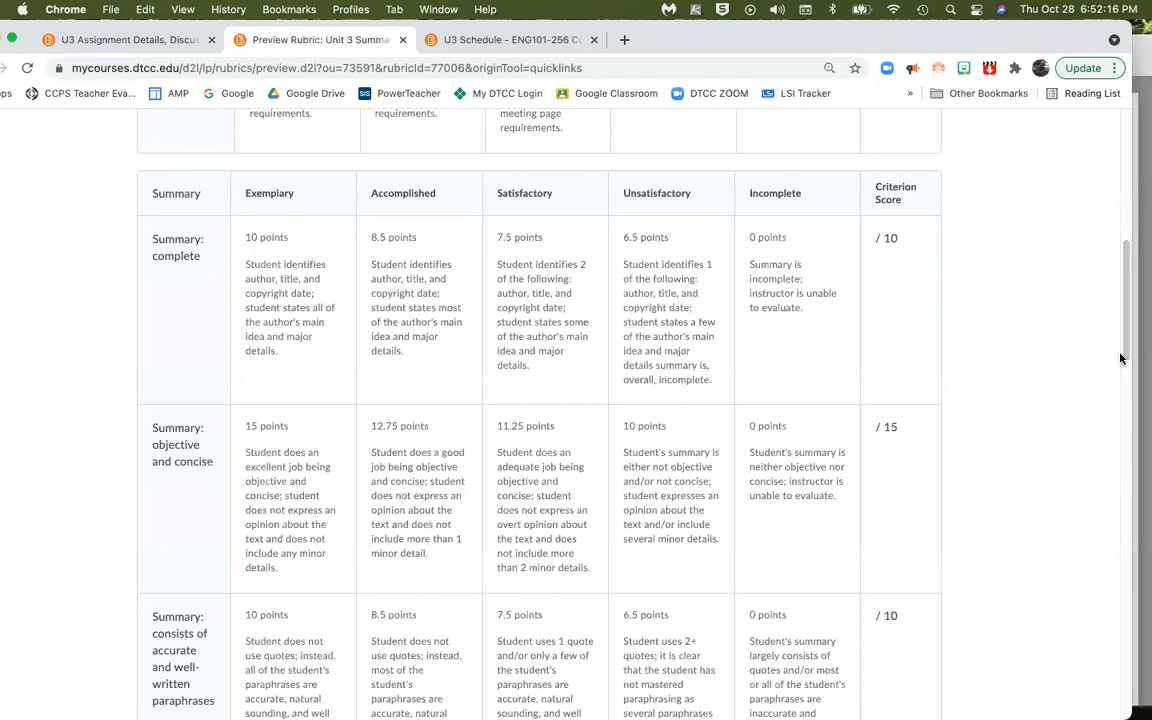 Chrome File Edit View History Bookmarks Profiles Tab Window Help Thu Oct 28 6:52:16 PM
U3 Assignment Details, Discus × Preview Rubric: Unit 3 Summa × U3 Schedule - ENG101-256 × +
mycourses.dtcc.edu/d2l/lp/rubrics/preview.d2l?ou=73591&rubricId=77006&originTool=quicklinks Update
ps CCPS Teacher Eva... AMP Google Google Drive PowerTeacher My DTCC Login Google Classroom DTCC ZOOM LSI Tracker » Other Bookmarks Reading List
requirements. requirements. meeting page
requirements.
Summary Exemplary Accomplished Satisfactory Unsatisfactory Incomplete Criterion
Score
Summary:
complete
10 points
Student identifies
author, title, and
copyright date;
student states all of
the author's main
idea and major
details.
8.5 points
Student identifies
author, title, and
copyright date;
student states most
of the author's main
idea and major
details.
7.5 points
Student identifies 2
of the following:
author, title, and
copyright date;
student states some
of the author's main
idea and major
details.
6.5 points
Student identifies 1
of the following:
author, title, and
copyright date;
student states a few
of the author's main
idea and major
details summary is,
overall, incomplete.
0 points
Summary is
incomplete;
instructor is unable
to evaluate.
/ 10
Summary:
objective
and concise
15 points
Student does an
excellent job being
objective and
concise; student
does not express an
opinion about the
text and does not
include any minor
details.
12.75 points
Student does a good
job being objective
and concise; student
does not express an
opinion about the
text and does not
include more than 1
minor detail.
11.25 points
Student does an
adequate job being
objective and
concise; student
does not express an
overt opinion about
the text and does
not include more
than 2 minor details.
10 points
Student's summary is
either not objective
and/or not concise;
student expresses an
opinion about the
text and/or include
several minor details.
0 points
Student's summary is
neither objective nor
concise; instructor is
unable to evaluate.
/ 15
Summary:
consists of
accurate
and well-
written
paraphrases
10 points
Student does not
use quotes; instead,
all of the student's
paraphrases are
accurate, natural
sounding, and well
8.5 points
Student does not
use quotes; instead,
most of the
student's
paraphrases are
accurate, natural
7.5 points
Student uses 1 quote
and/or only a few of
the student's
paraphrases are
accurate, natural
sounding, and well
6.5 points
Student uses 2+
quotes; it is clear
that the student has
not mastered
paraphrasing as
several paraphrases
0 points
Student's summary
largely consists of
quotes and/or most
or all of the student's
paraphrases are
inaccurate and
/ 10